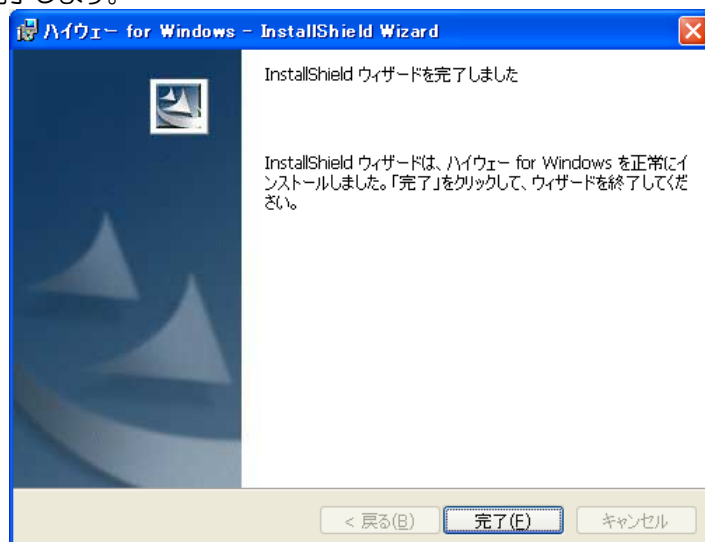 します。
ハイウェー for Windows - InstallShield Wizard
InstallShield ウィザードを完了しました
InstallShield ウィザードは、ハイウェー for Windows を正常にイ
ンストールしました。「完了」をクリックして、ウィザードを終了してくだ
さい。
< 戻る(B)
完了(F)
キャンセル